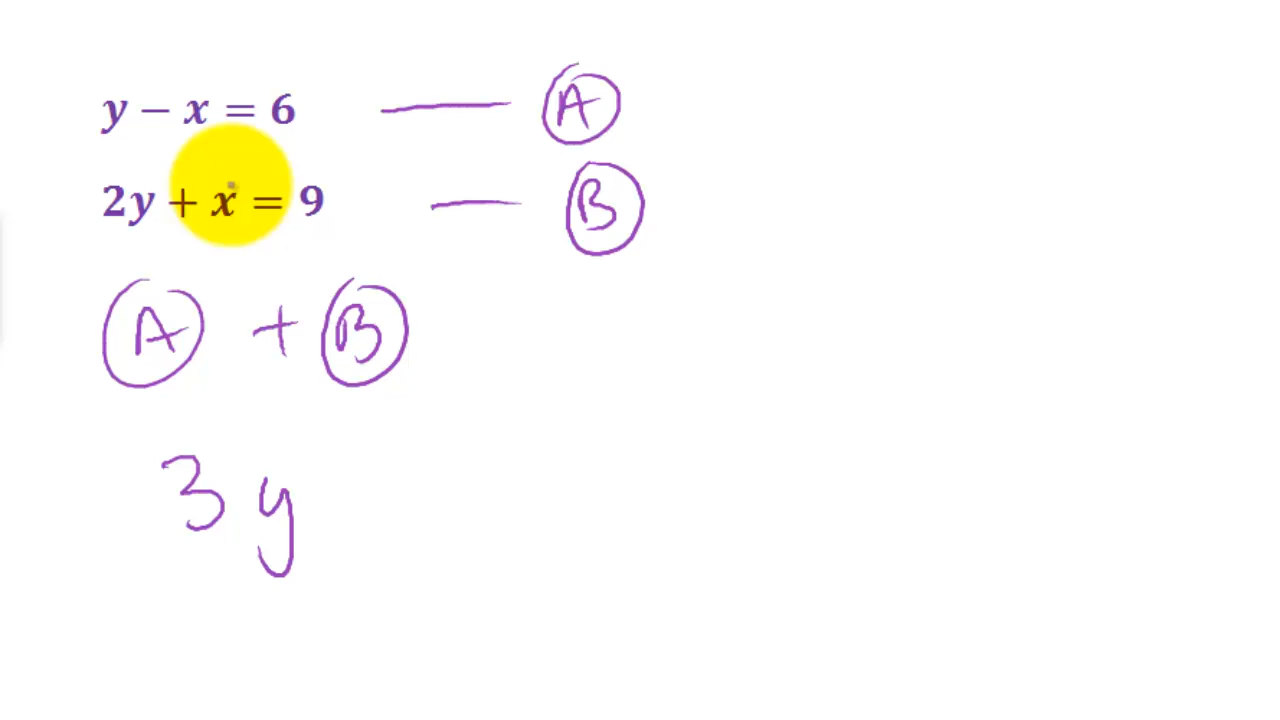 y − x = 6 — A
2y + x = 9 — B
A + B
3y